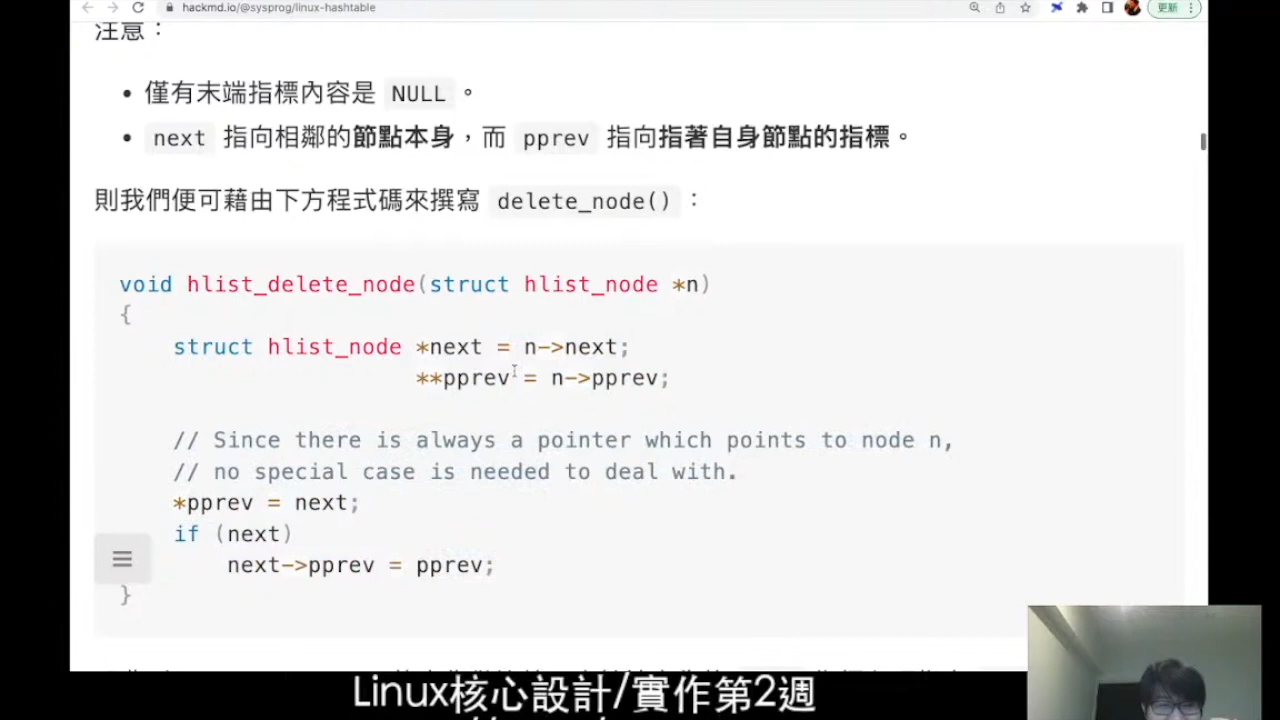 hackmd.io/@sysprog/linux-hashtable
更新
注意：
• 僅有末端指標內容是 NULL 。
• next 指向相鄰的節點本身，而 pprev 指向指著自身節點的指標。
則我們便可藉由下方程式碼來撰寫 delete_node() ：
void hlist_delete_node(struct hlist_node *n)
{
struct hlist_node *next = n->next;
**pprev = n->pprev;
// Since there is always a pointer which points to node n,
// no special case is needed to deal with.
*pprev = next;
if (next)
next->pprev = pprev;
}
Linux核心設計/實作第2週